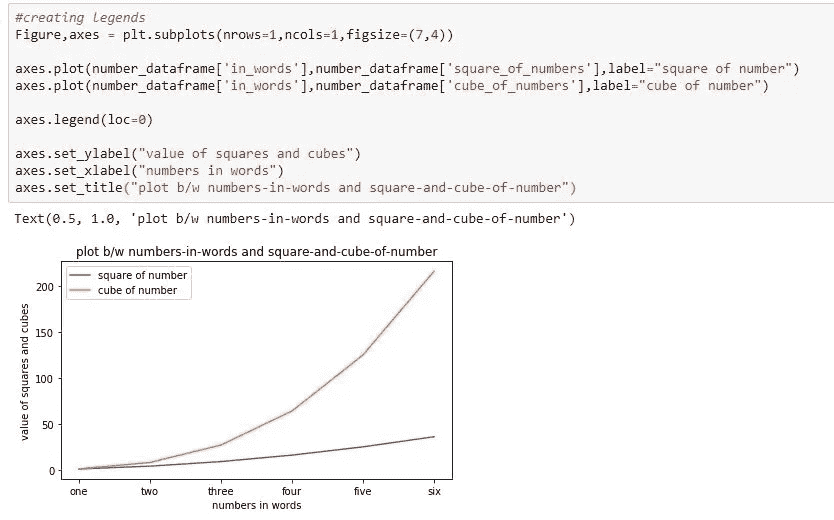 #creating Legends
Figure,axes = plt.subplots(nrows=1,ncols=1,figsize=(7,4))
axes.plot(number_dataframe['in_words'],number_dataframe['square_of_numbers'],label="square of number")
axes.plot(number_dataframe['in_words'],number_dataframe['cube_of_numbers'],label="cube of number")
axes.legend(loc=0)
axes.set_ylabel("value of squares and cubes")
axes.set_xlabel("numbers in words")
axes.set_title("plot b/w numbers-in-words and square-and-cube-of-number")
Text(0.5, 1.0, 'plot b/w numbers-in-words and square-and-cube-of-number')
plot b/w numbers-in-words and square-and-cube-of-number
square of number
cube of number
value of squares and cubes
200
150
100
50
0
one two three four five six
numbers in words